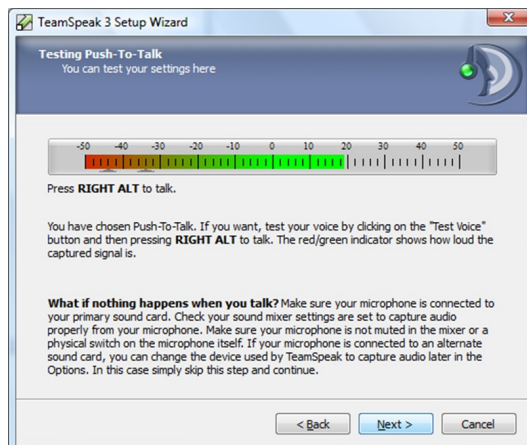 TeamSpeak 3 Setup Wizard
Testing Push-To-Talk
You can test your settings here
-50 -40 -30 -20 -10 0 10 20 30 40 50
Press RIGHT ALT to talk.
You have chosen Push-To-Talk. If you want, test your voice by clicking on the "Test Voice"
button and then pressing RIGHT ALT to talk. The red/green indicator shows how loud the
captured signal is.
What if nothing happens when you talk? Make sure your microphone is connected to
your primary sound card. Check your sound mixer settings are set to capture audio
properly from your microphone. Make sure your microphone is not muted in the mixer or a
physical switch on the microphone itself. If your microphone is connected to an alternate
sound card, you can change the device used by TeamSpeak to capture audio later in the
Options. In this case simply skip this step and continue.
< Back Next > Cancel